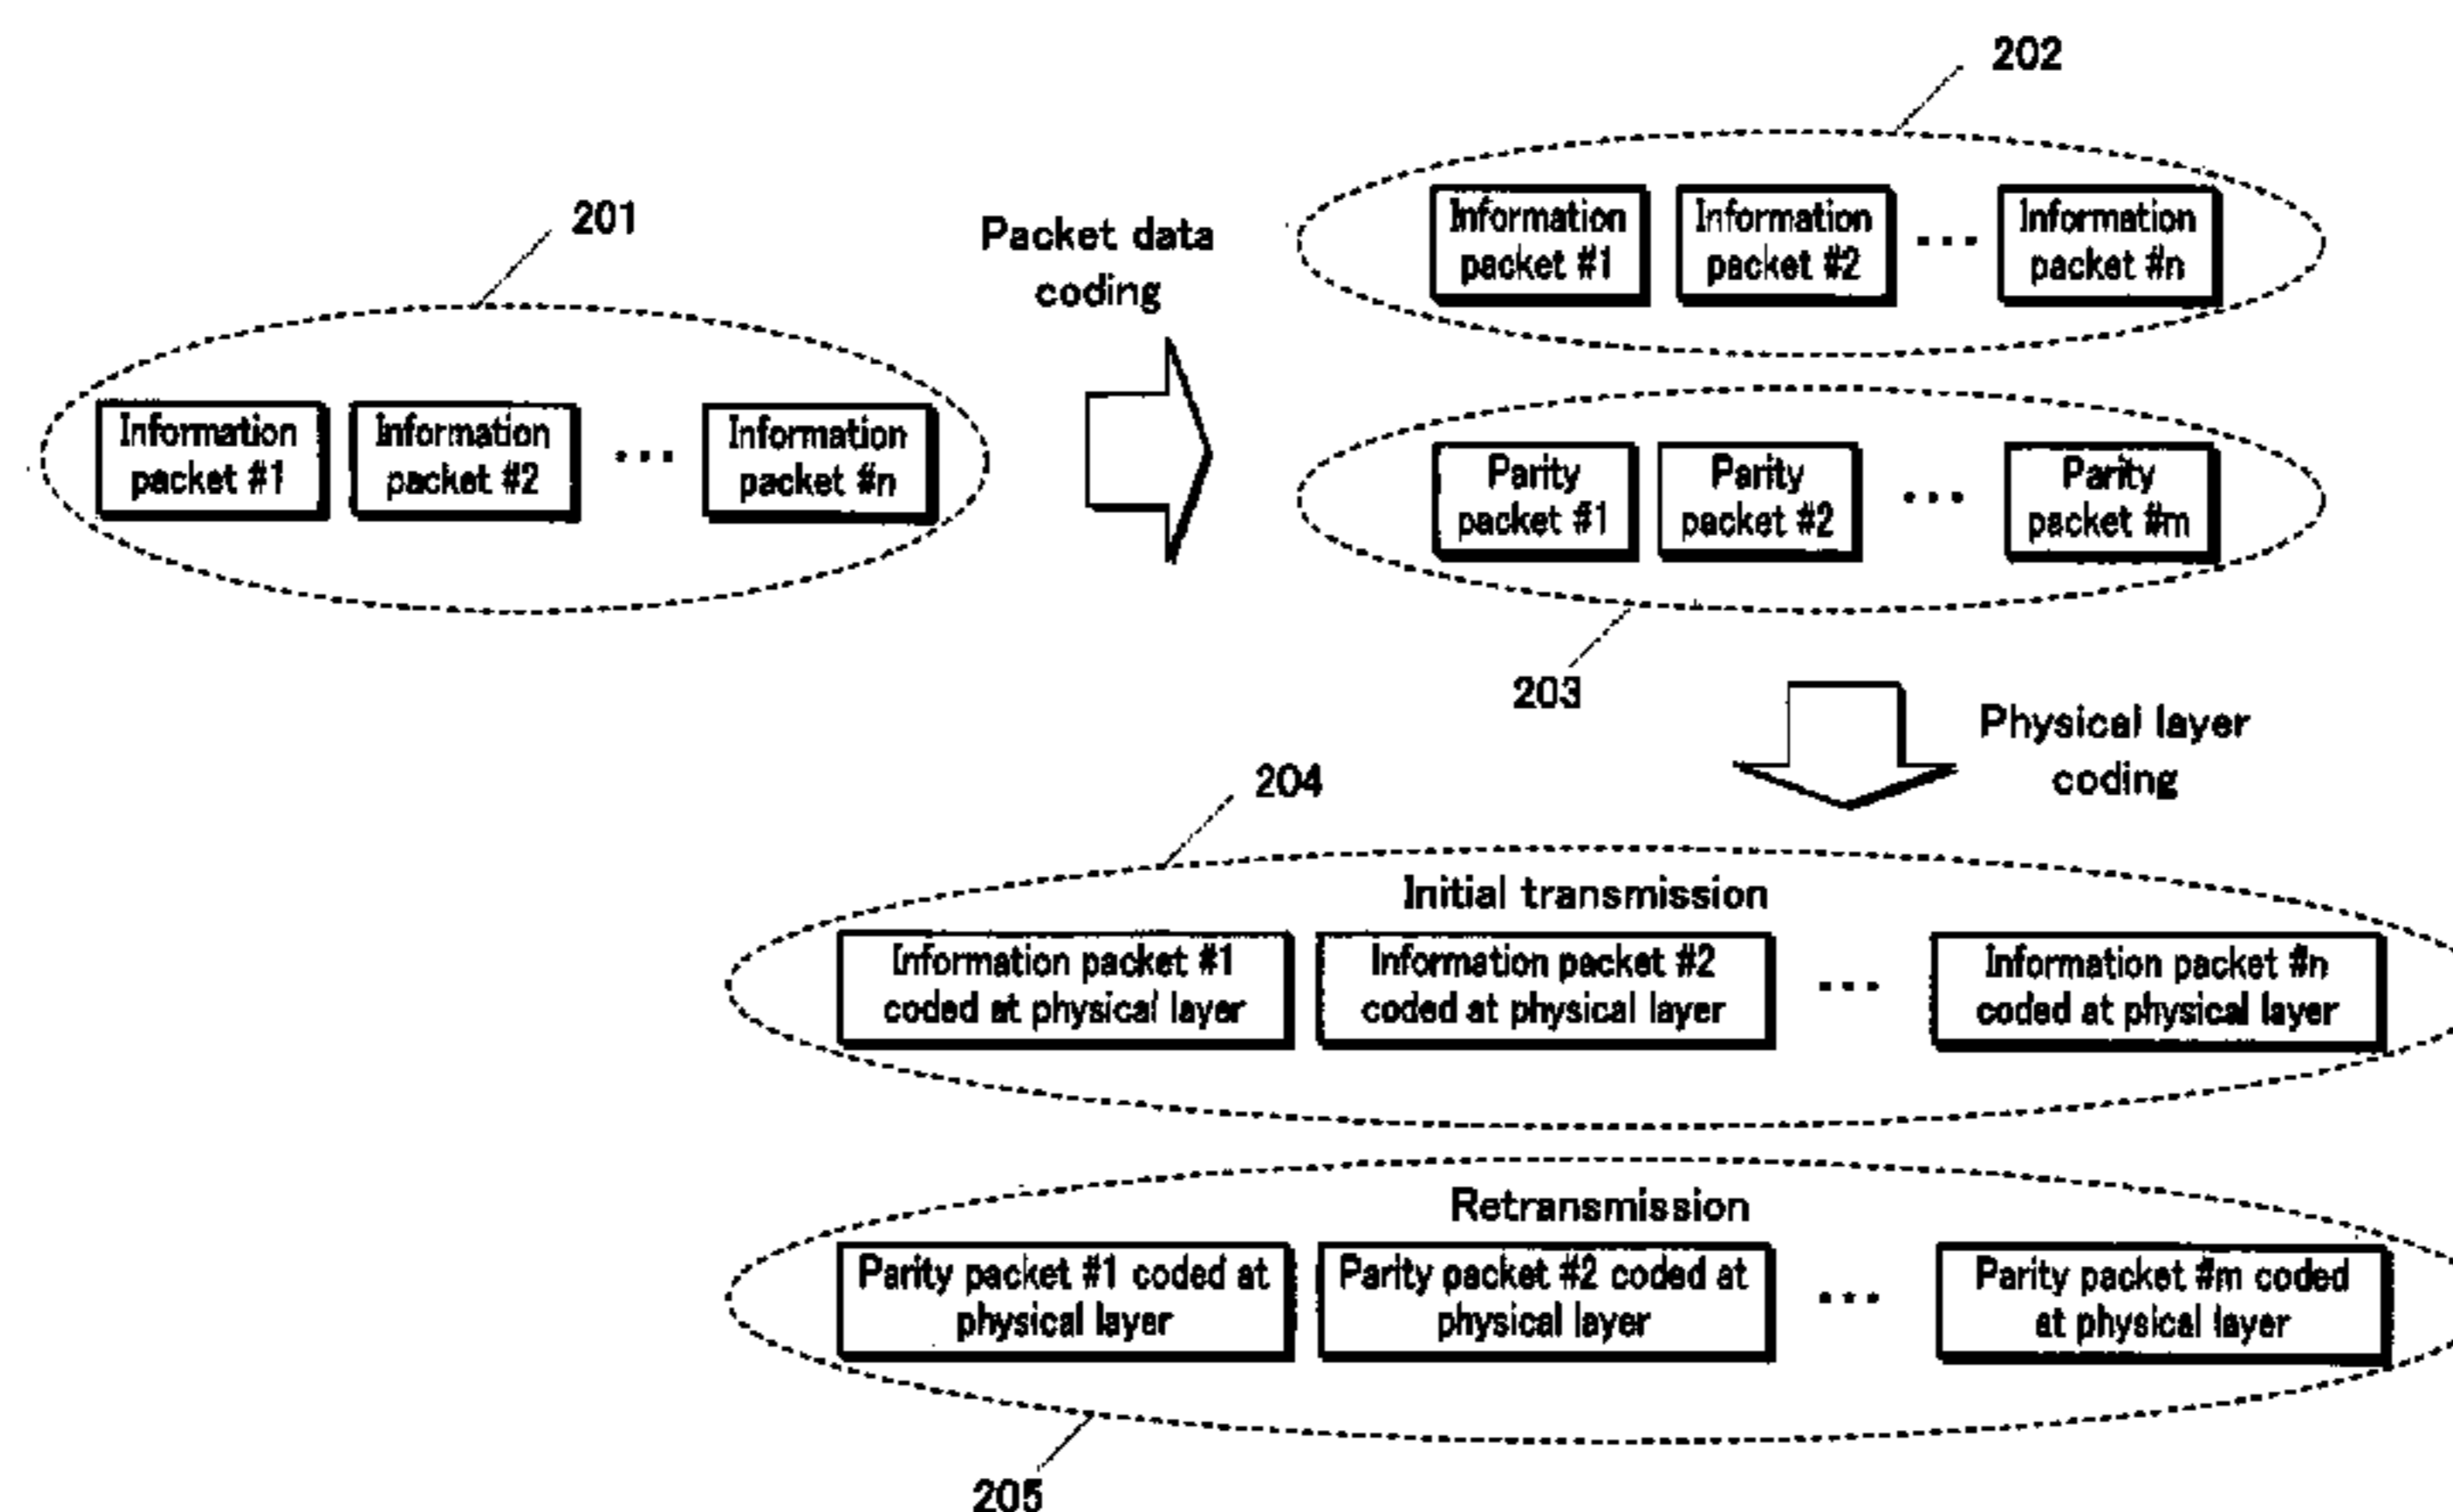 202
201
Packet data
coding
Information
packet #1
Information
packet #2
...
Information
packet #n
Information
packet #1
Information
packet #2
...
Information
packet #n
Parity
packet #1
Parity
packet #2
...
Parity
packet #m
203
Physical layer
coding
204
Initial transmission
Information packet #1
coded at physical layer
Information packet #2
coded at physical layer
...
Information packet #n
coded at physical layer
Retransmission
Parity packet #1 coded at
physical layer
Parity packet #2 coded at
physical layer
...
Parity packet #m coded
at physical layer
205